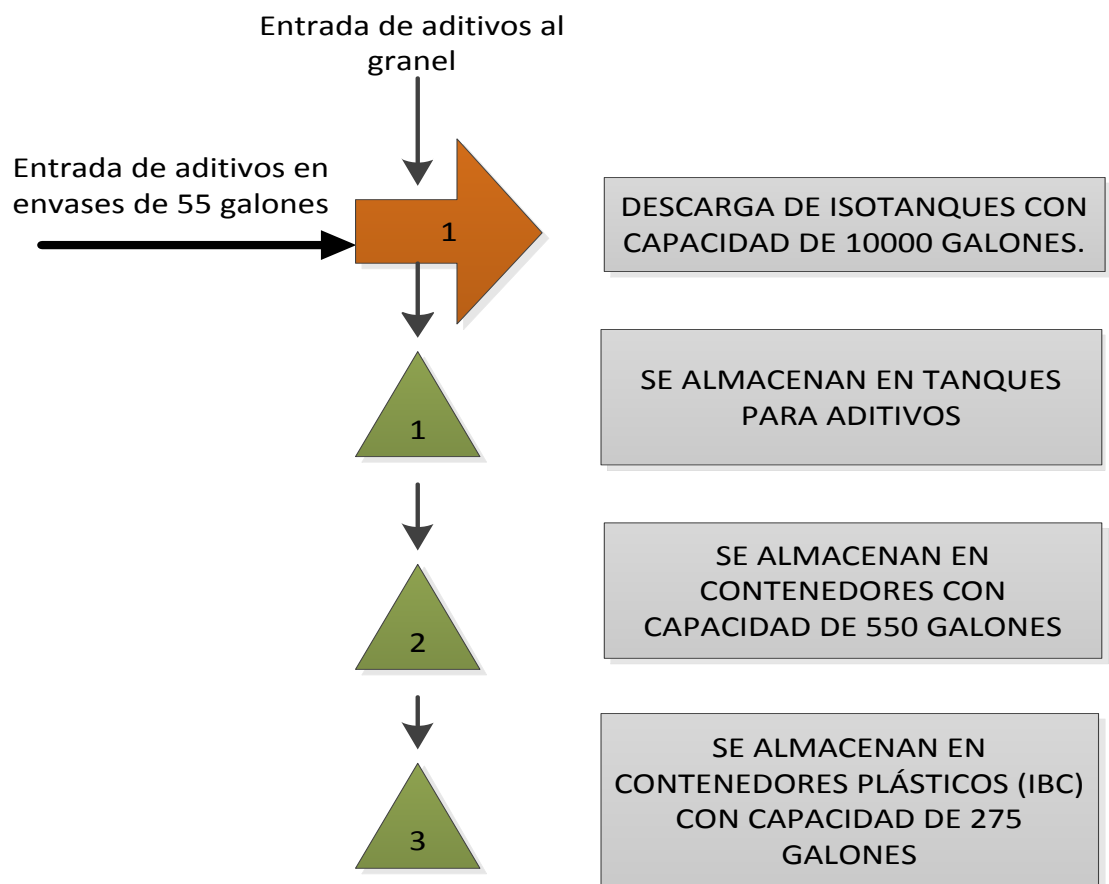 Entrada de aditivos al
granel
Entrada de aditivos en
envases de 55 galones
1
DESCARGA DE ISOTANQUES CON
CAPACIDAD DE 10000 GALONES.
1
SE ALMACENAN EN TANQUES
PARA ADITIVOS
2
SE ALMACENAN EN
CONTENEDORES CON
CAPACIDAD DE 550 GALONES
3
SE ALMACENAN EN
CONTENEDORES PLÁSTICOS (IBC)
CON CAPACIDAD DE 275
GALONES